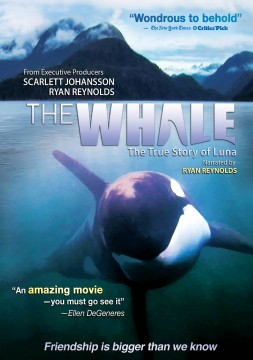 "Wondrous to behold"
— The New York Times Critics' Pick
From Executive Producers
SCARLETT JOHANSSON
RYAN REYNOLDS
THE WHALE
The True Story of Luna
Narrated by
RYAN REYNOLDS
"An amazing movie
—you must go see it"
—Ellen DeGeneres
Friendship is bigger than we know